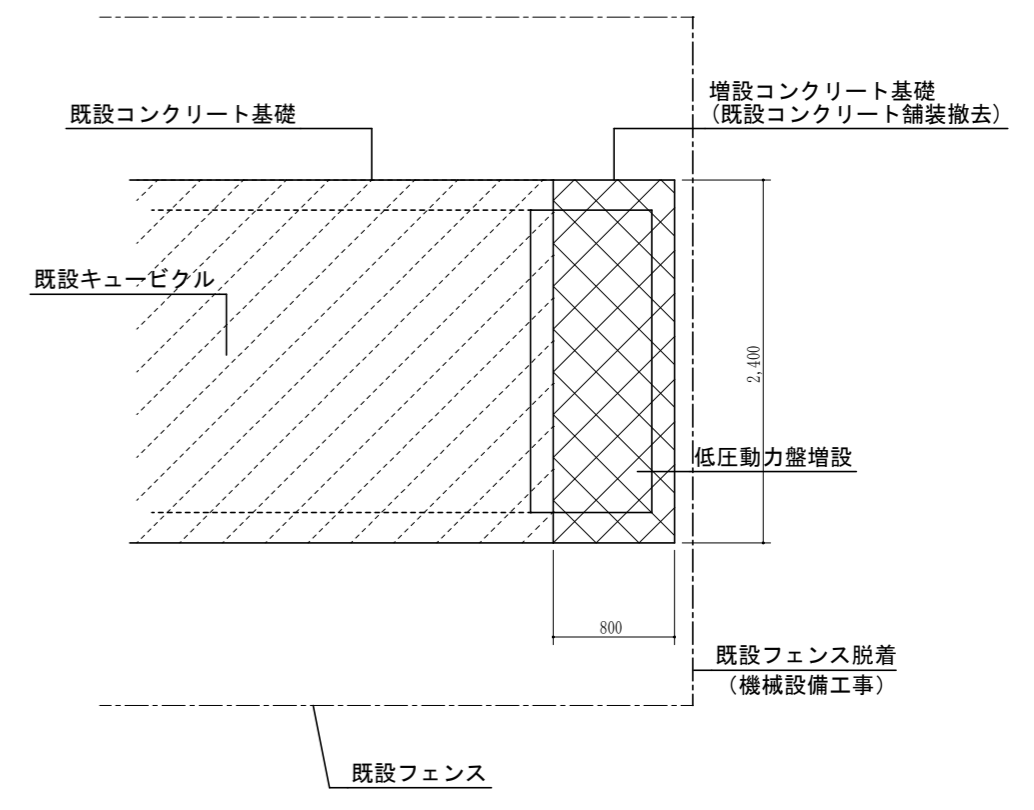 増設コンクリート基礎
（既設コンクリート舗装撤去）
既設コンクリート基礎
既設キュービクル
2,400
低圧動力盤増設
800
既設フェンス脱着
（機械設備工事）
既設フェンス